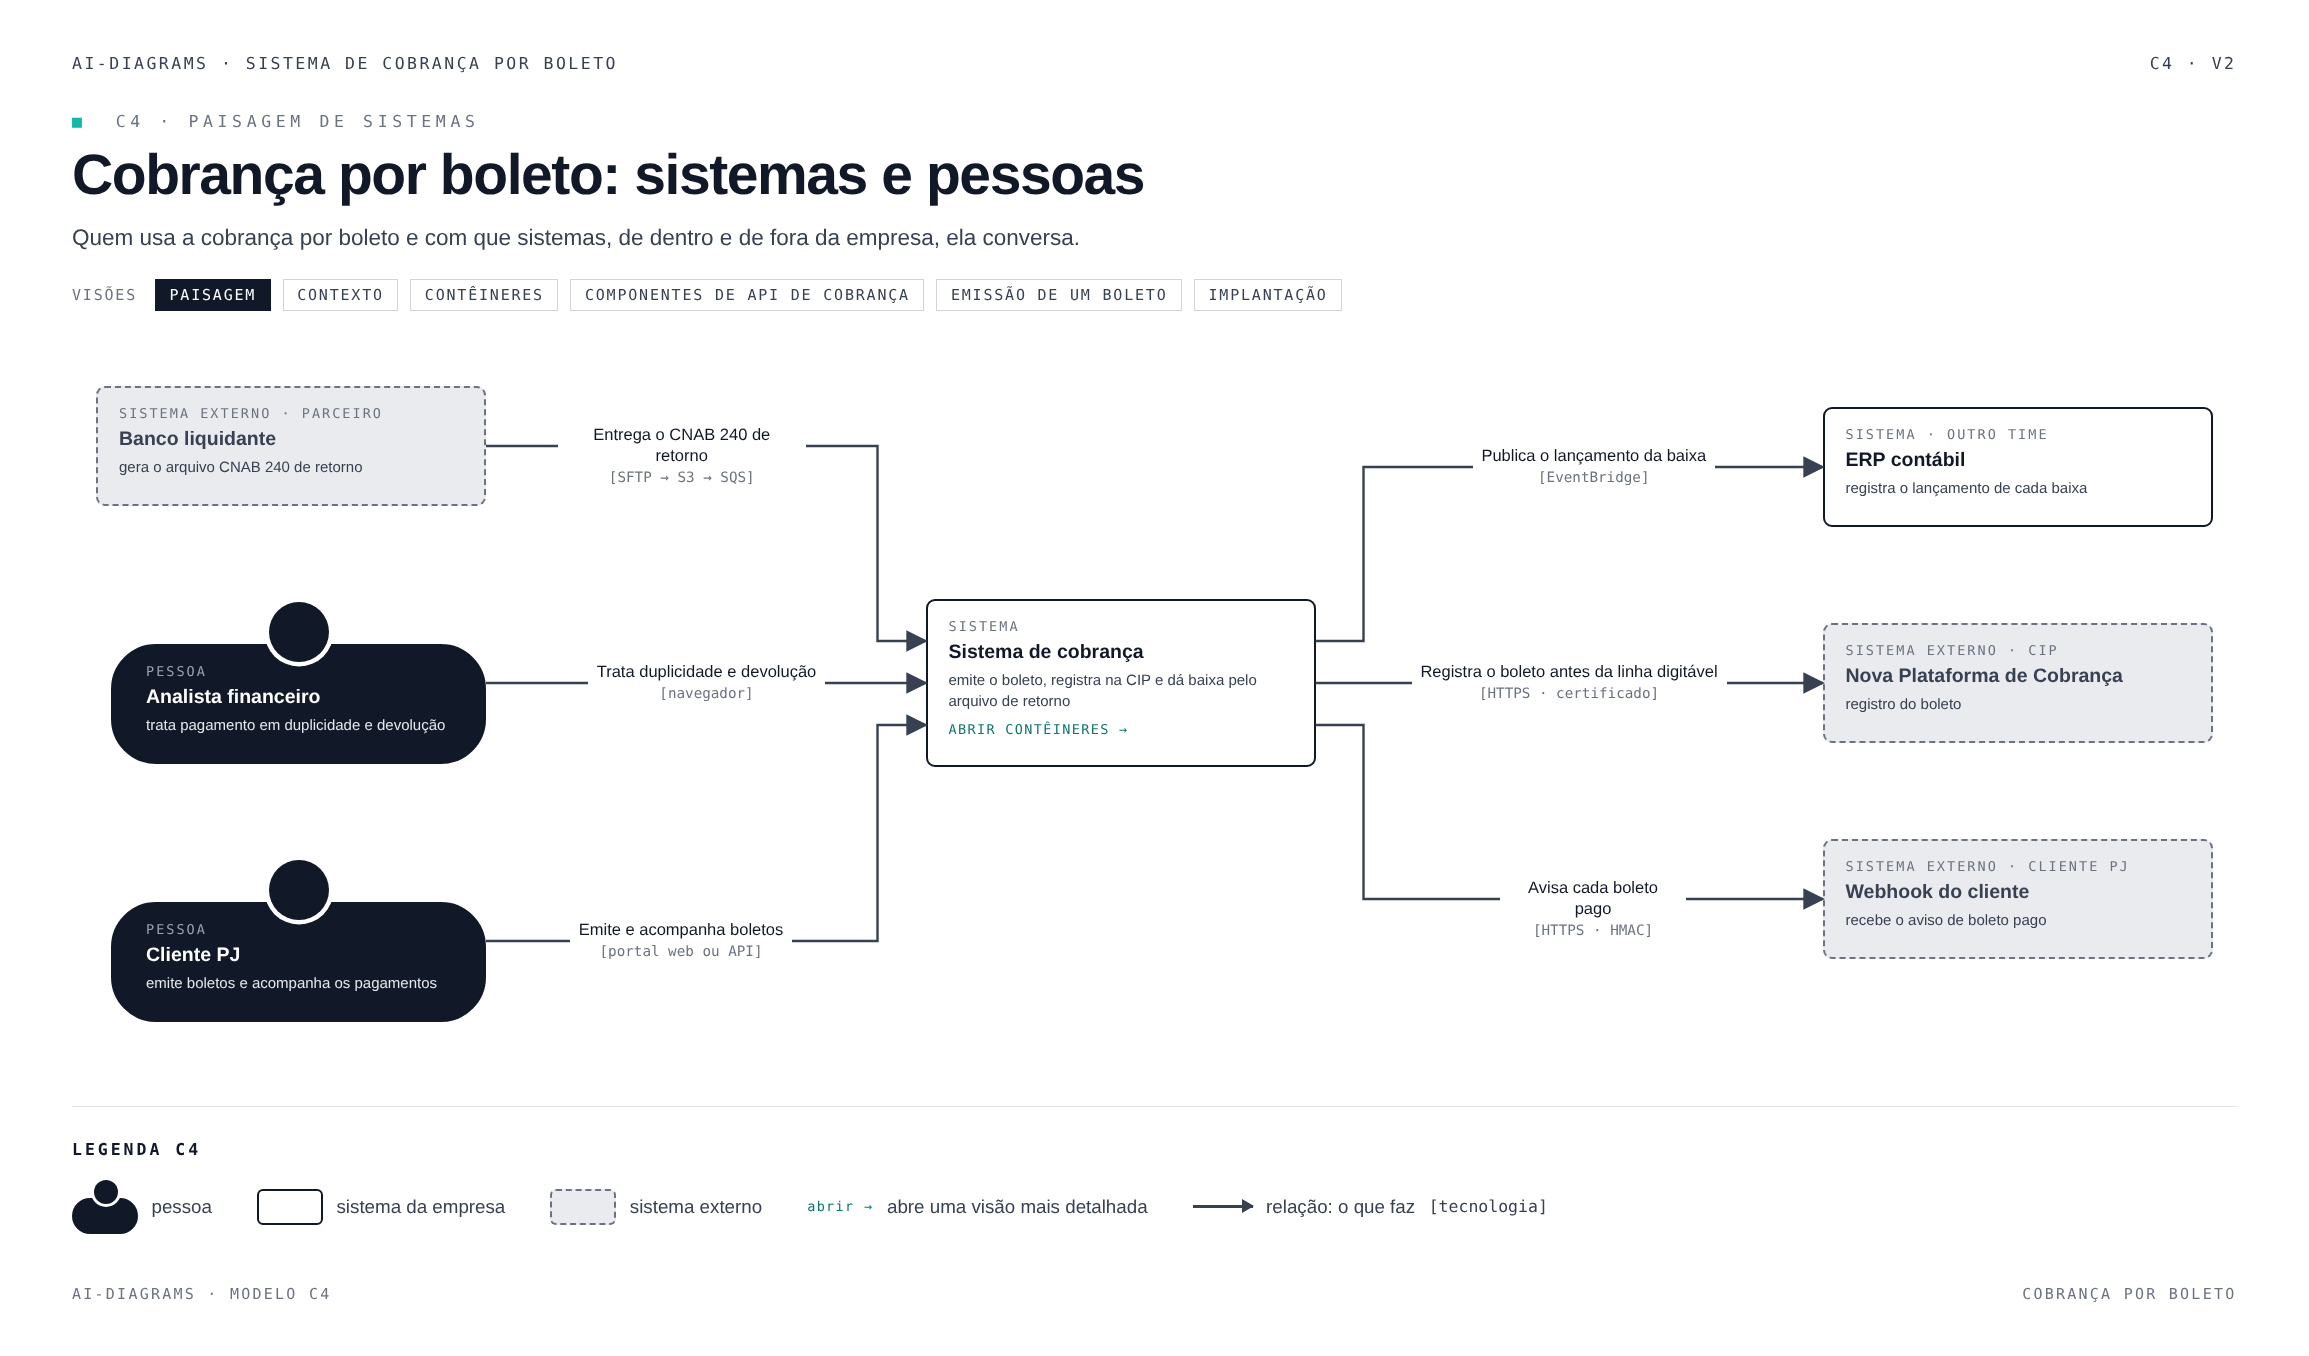 AI-DIAGRAMS · SISTEMA DE COBRANÇA POR BOLETO
C4 · V2
C4 · PAISAGEM DE SISTEMAS
Cobrança por boleto: sistemas e pessoas
Quem usa a cobrança por boleto e com que sistemas, de dentro e de fora da empresa, ela conversa.
VISÕES PAISAGEM CONTEXTO CONTÊINERES COMPONENTES DE API DE COBRANÇA EMISSÃO DE UM BOLETO IMPLANTAÇÃO
SISTEMA EXTERNO · PARCEIRO
Banco liquidante
gera o arquivo CNAB 240 de retorno
Entrega o CNAB 240 de
retorno
[SFTP → S3 → SQS]
Publica o lançamento da baixa
[EventBridge]
SISTEMA · OUTRO TIME
ERP contábil
registra o lançamento de cada baixa
PESSOA
Analista financeiro
trata pagamento em duplicidade e devolução
Trata duplicidade e devolução
[navegador]
SISTEMA
Sistema de cobrança
emite o boleto, registra na CIP e dá baixa pelo
arquivo de retorno
ABRIR CONTÊINERES →
Registra o boleto antes da linha digitável
[HTTPS · certificado]
SISTEMA EXTERNO · CIP
Nova Plataforma de Cobrança
registro do boleto
PESSOA
Cliente PJ
emite boletos e acompanha os pagamentos
Emite e acompanha boletos
[portal web ou API]
Avisa cada boleto
pago
[HTTPS · HMAC]
SISTEMA EXTERNO · CLIENTE PJ
Webhook do cliente
recebe o aviso de boleto pago
LEGENDA C4
pessoa
sistema da empresa
sistema externo
abrir → abre uma visão mais detalhada
relação: o que faz [tecnologia]
AI-DIAGRAMS · MODELO C4
COBRANÇA POR BOLETO